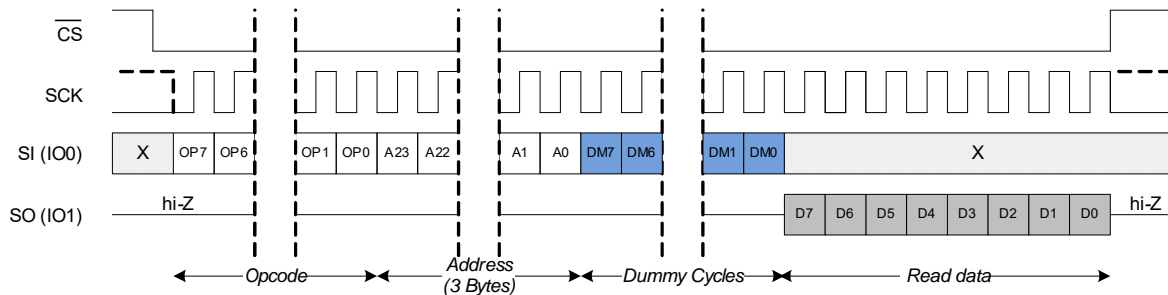 CS
SCK
SI (IO0) X OP7 OP6 OP1 OP0 A23 A22 A1 A0 DM7 DM6 DM1 DM0 X
SO (IO1) hi-Z D7 D6 D5 D4 D3 D2 D1 D0 hi-Z
Opcode Address (3 Bytes) Dummy Cycles Read data